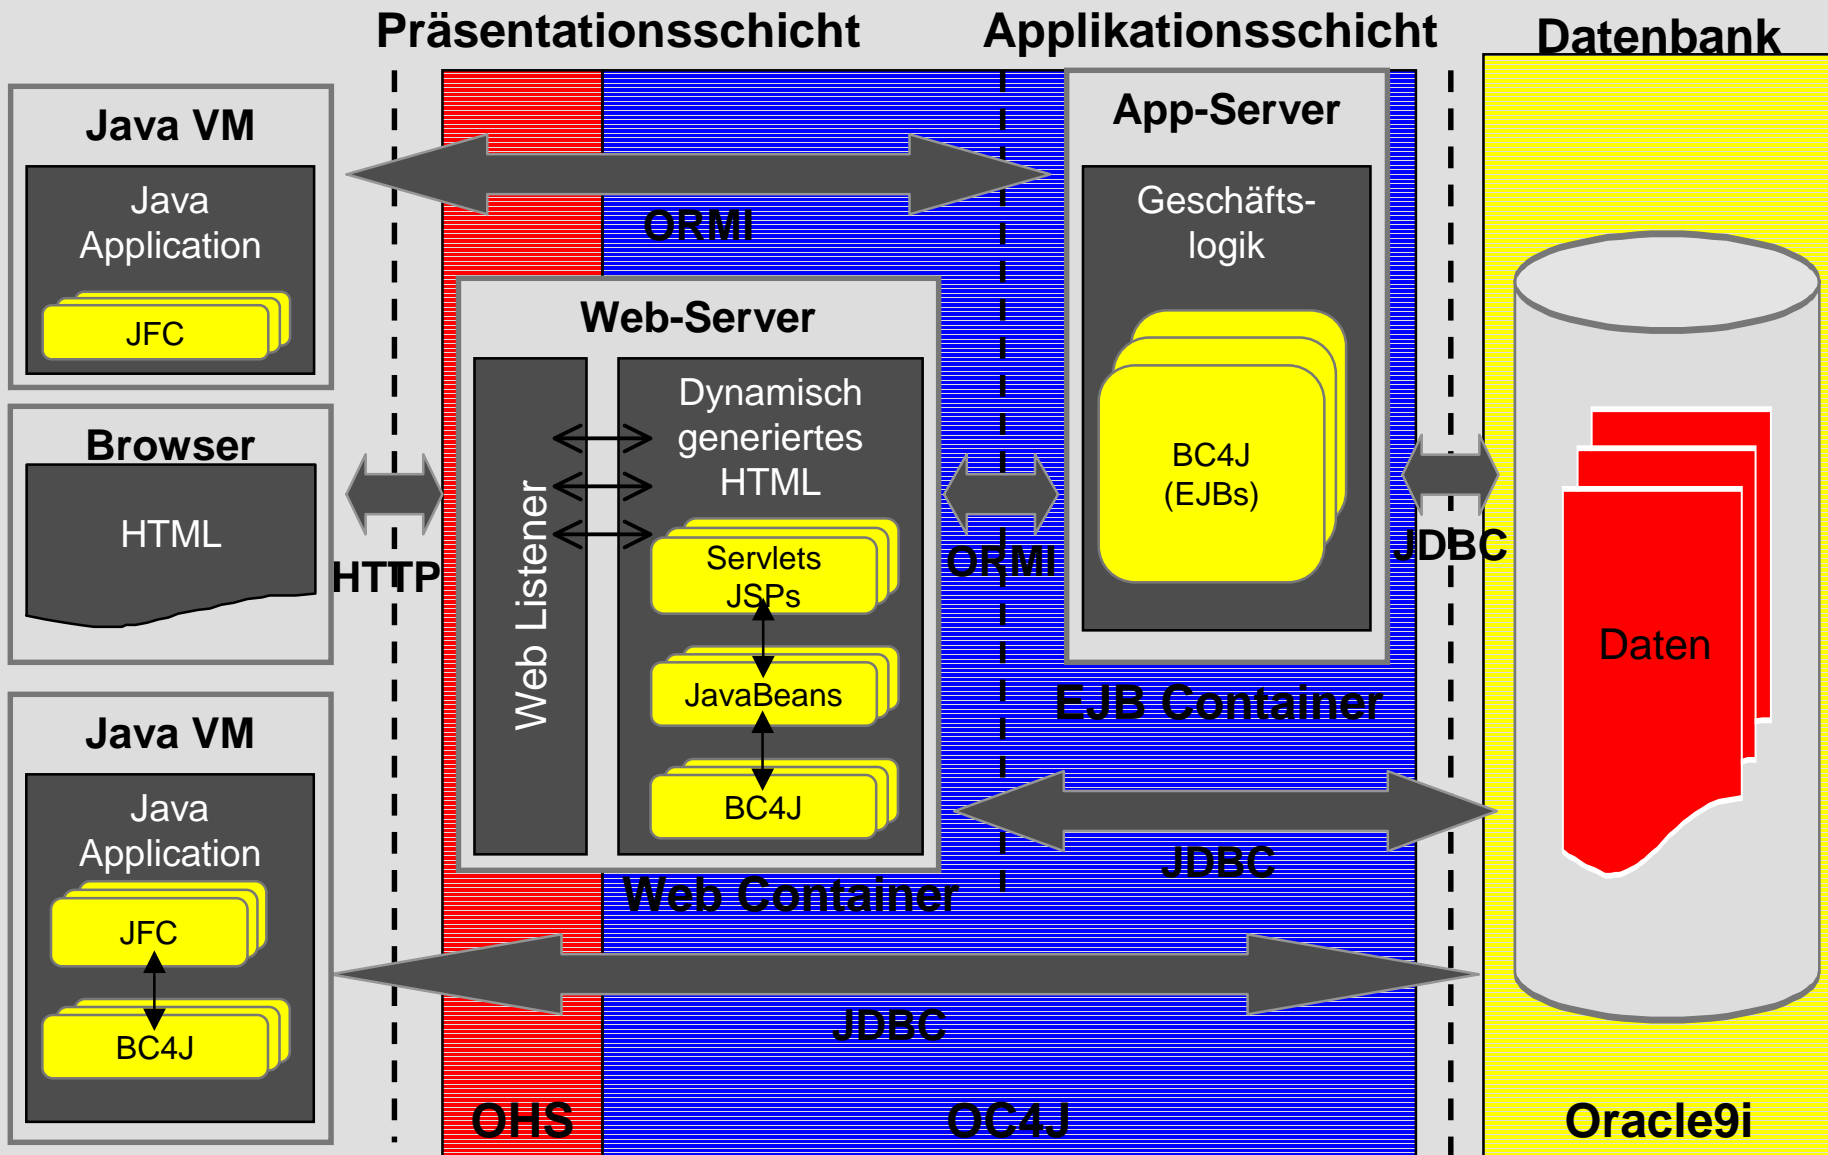 Präsentationsschicht
Applikationsschicht
Datenbank
Java VM
Java
Application
JFC
Browser
HTML
HTTP
Java VM
Java
Application
JFC
BC4J
ORMI
Web-Server
Web Listener
Dynamisch
generiertes
HTML
Servlets
JSPs
JavaBeans
BC4J
Web Container
ORMI
App-Server
Geschäfts-
logik
BC4J
(EJBs)
EJB Container
JDBC
JDBC
JDBC
Daten
OHS
OC4J
Oracle9i